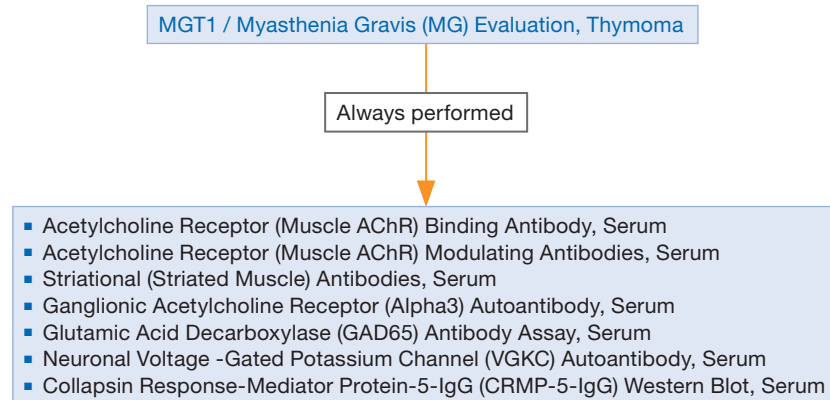 MGT1 / Myasthenia Gravis (MG) Evaluation, Thymoma
Always performed
▪ Acetylcholine Receptor (Muscle AChR) Binding Antibody, Serum
▪ Acetylcholine Receptor (Muscle AChR) Modulating Antibodies, Serum
▪ Striational (Striated Muscle) Antibodies, Serum
▪ Ganglionic Acetylcholine Receptor (Alpha3) Autoantibody, Serum
▪ Glutamic Acid Decarboxylase (GAD65) Antibody Assay, Serum
▪ Neuronal Voltage -Gated Potassium Channel (VGKC) Autoantibody, Serum
▪ Collapsin Response-Mediator Protein-5-IgG (CRMP-5-IgG) Western Blot, Serum